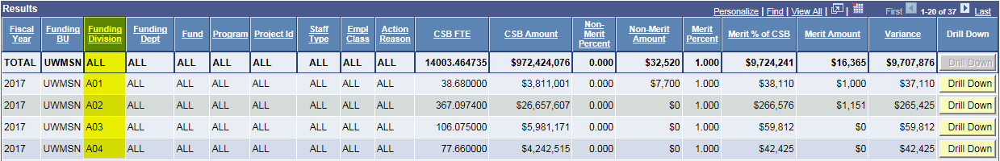 Results
Personalize | Find | View All | | First 1-20 of 37 Last
Fiscal Year Funding BU Funding Division Funding Dept Fund Program Project Id Staff Type Empl Class Action Reason CSB FTE CSB Amount Non-Merit Percent Non-Merit Amount Merit Percent Merit % of CSB Merit Amount Variance Drill Down
TOTAL UWMSN ALL ALL ALL ALL ALL ALL ALL ALL 14003.464735 $972,424,076 0.000 $32,520 1.000 $9,724,241 $16,365 $9,707,876 Drill Down
2017 UWMSN A01 ALL ALL ALL ALL ALL ALL ALL 38.680000 $3,811,001 0.000 $7,700 1.000 $38,110 $1,000 $37,110 Drill Down
2017 UWMSN A02 ALL ALL ALL ALL ALL ALL ALL 367.097400 $26,657,607 0.000 $0 1.000 $266,576 $1,151 $265,425 Drill Down
2017 UWMSN A03 ALL ALL ALL ALL ALL ALL ALL 106.075000 $5,981,171 0.000 $0 1.000 $59,812 $0 $59,812 Drill Down
2017 UWMSN A04 ALL ALL ALL ALL ALL ALL ALL 77.660000 $4,242,515 0.000 $0 1.000 $42,425 $0 $42,425 Drill Down